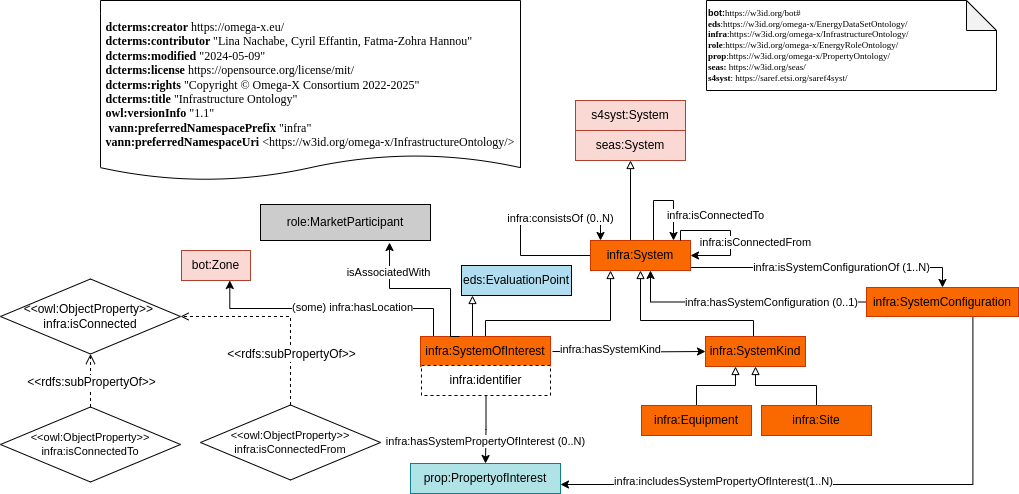 dcterms:creator https://omega-x.eu/
dcterms:contributor "Lina Nachabe, Cyril Effantin, Fatma-Zohra Hannou"
dcterms:modified "2024-05-09"
dcterms:license https://opensource.org/license/mit/
dcterms:rights "Copyright © Omega-X Consortium 2022-2025"
dcterms:title "Infrastructure Ontology"
owl:versionInfo "1.1"
vann:preferredNamespacePrefix "infra"
vann:preferredNamespaceUri <https://w3id.org/omega-x/InfrastructureOntology/>
bot:https://w3id.org/bot#
eds:https://w3id.org/omega-x/EnergyDataSetOntology/
infra:https://w3id.org/omega-x/InfrastructureOntology/
role:https://w3id.org/omega-x/EnergyRoleOntology/
prop:https://w3id.org/omega-x/PropertyOntology/
seas: https://w3id.org/seas/
s4syst: https://saref.etsi.org/saref4syst/
s4syst:System
seas:System
role:MarketParticipant
infra:consistsOf (0..N)
infra:isConnectedTo
infra:isConnectedFrom
infra:System
bot:Zone
isAssociatedWith
infra:isSystemConfigurationOf (1..N)
eds:EvaluationPoint
infra:hasSystemConfiguration (0..1)
infra:SystemConfiguration
<<owl:ObjectProperty>>
infra:isConnected
(some) infra:hasLocation
<<rdfs:subPropertyOf>>
<<rdfs:subPropertyOf>>
infra:SystemOfInterest
infra:hasSystemKind
infra:SystemKind
infra:identifier
infra:Equipment
infra:Site
<<owl:ObjectProperty>>
infra:isConnectedTo
<<owl:ObjectProperty>>
infra:isConnectedFrom
infra:hasSystemPropertyOfInterest (0..N)
prop:PropertyofInterest
infra:includesSystemPropertyOfInterest(1..N)